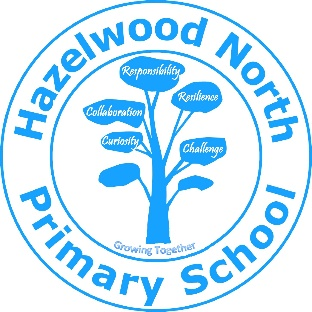 Hazelwood North
Responsibility
Resilience
Collaboration
Curiosity
Challenge
Growing Together
Primary School